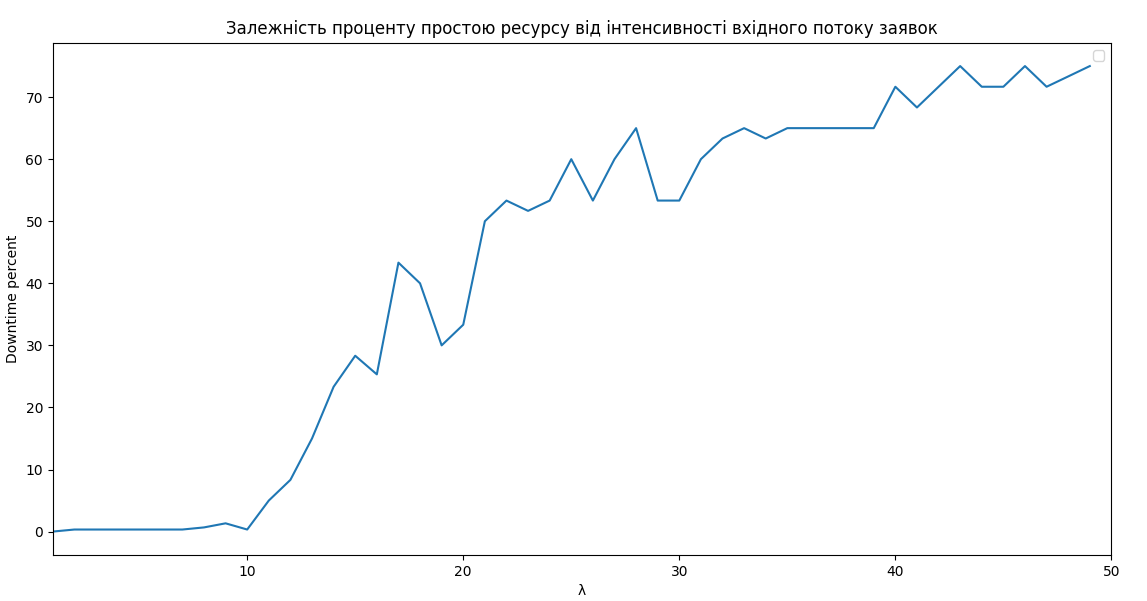 Залежність проценту простою ресурсу від інтенсивності вхідного потоку заявок
Downtime percent
70
60
50
40
30
20
10
0
10 20 30 40 50
λ